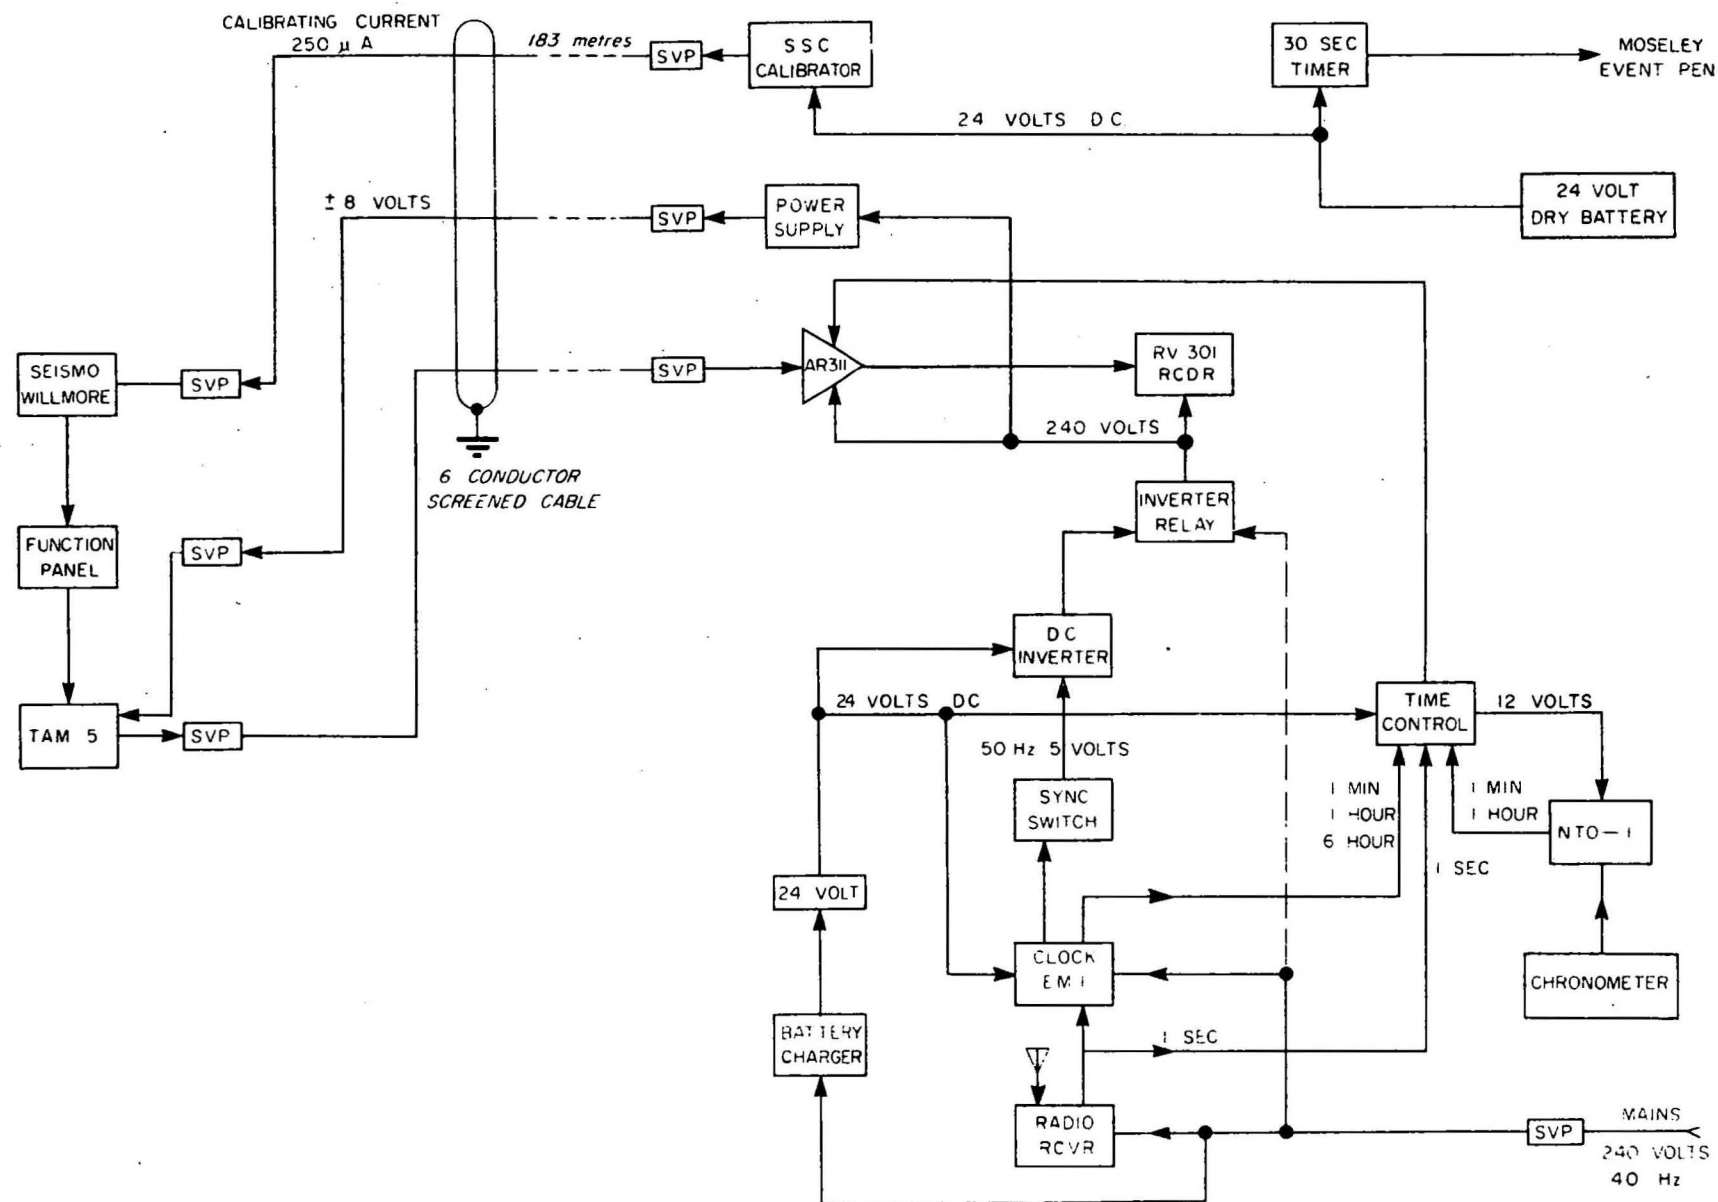 CALIBRATING CURRENT
250 µ A
183 metres
SVP
SSC
CALIBRATOR
30 SEC
TIMER
MOSELEY
EVENT PEN
24 VOLTS D C.
24 VOLT
DRY BATTERY
± 8 VOLTS
SVP
POWER
SUPPLY
SEISMO
WILLMORE
SVP
SVP
AR311
RV 301
RCDR
240 VOLTS
6 CONDUCTOR
SCREENED CABLE
INVERTER
RELAY
FUNCTION
PANEL
SVP
DC
INVERTER
TAM 5
SVP
24 VOLTS DC
TIME
CONTROL
12 VOLTS
50 Hz 5 VOLTS
SYNC
SWITCH
1 MIN
1 HOUR
6 HOUR
1 MIN
1 HOUR
NTO-1
1 SEC
24 VOLT
CLOCK
EM 1
CHRONOMETER
BATTERY
CHARGER
1 SEC
RADIO
RCVR
SVP
MAINS
240 VOLTS
40 Hz